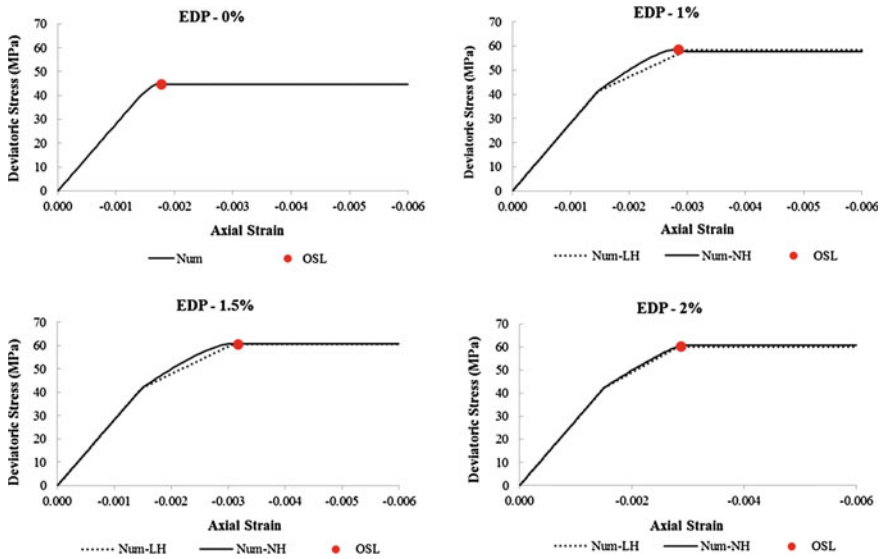 EDP - 0%
Deviatoric Stress (MPa)
70
60
50
40
30
20
10
0
0.000 -0.001 -0.002 -0.003 -0.004 -0.005 -0.006
Axial Strain
Num OSL
EDP - 1%
Deviatoric Stress (MPa)
70
60
50
40
30
20
10
0
0.000 -0.001 -0.002 -0.003 -0.004 -0.005 -0.006
Axial Strain
Num-LH Num-NH OSL
EDP - 1.5%
Deviatoric Stress (MPa)
70
60
50
40
30
20
10
0
0.000 -0.001 -0.002 -0.003 -0.004 -0.005 -0.006
Axial Strain
Num-LH Num-NH OSL
EDP - 2%
Deviatoric Stress (MPa)
70
60
50
40
30
20
10
0
0.000 -0.002 -0.004 -0.006
Axial Strain
Num-LH Num-NH OSL